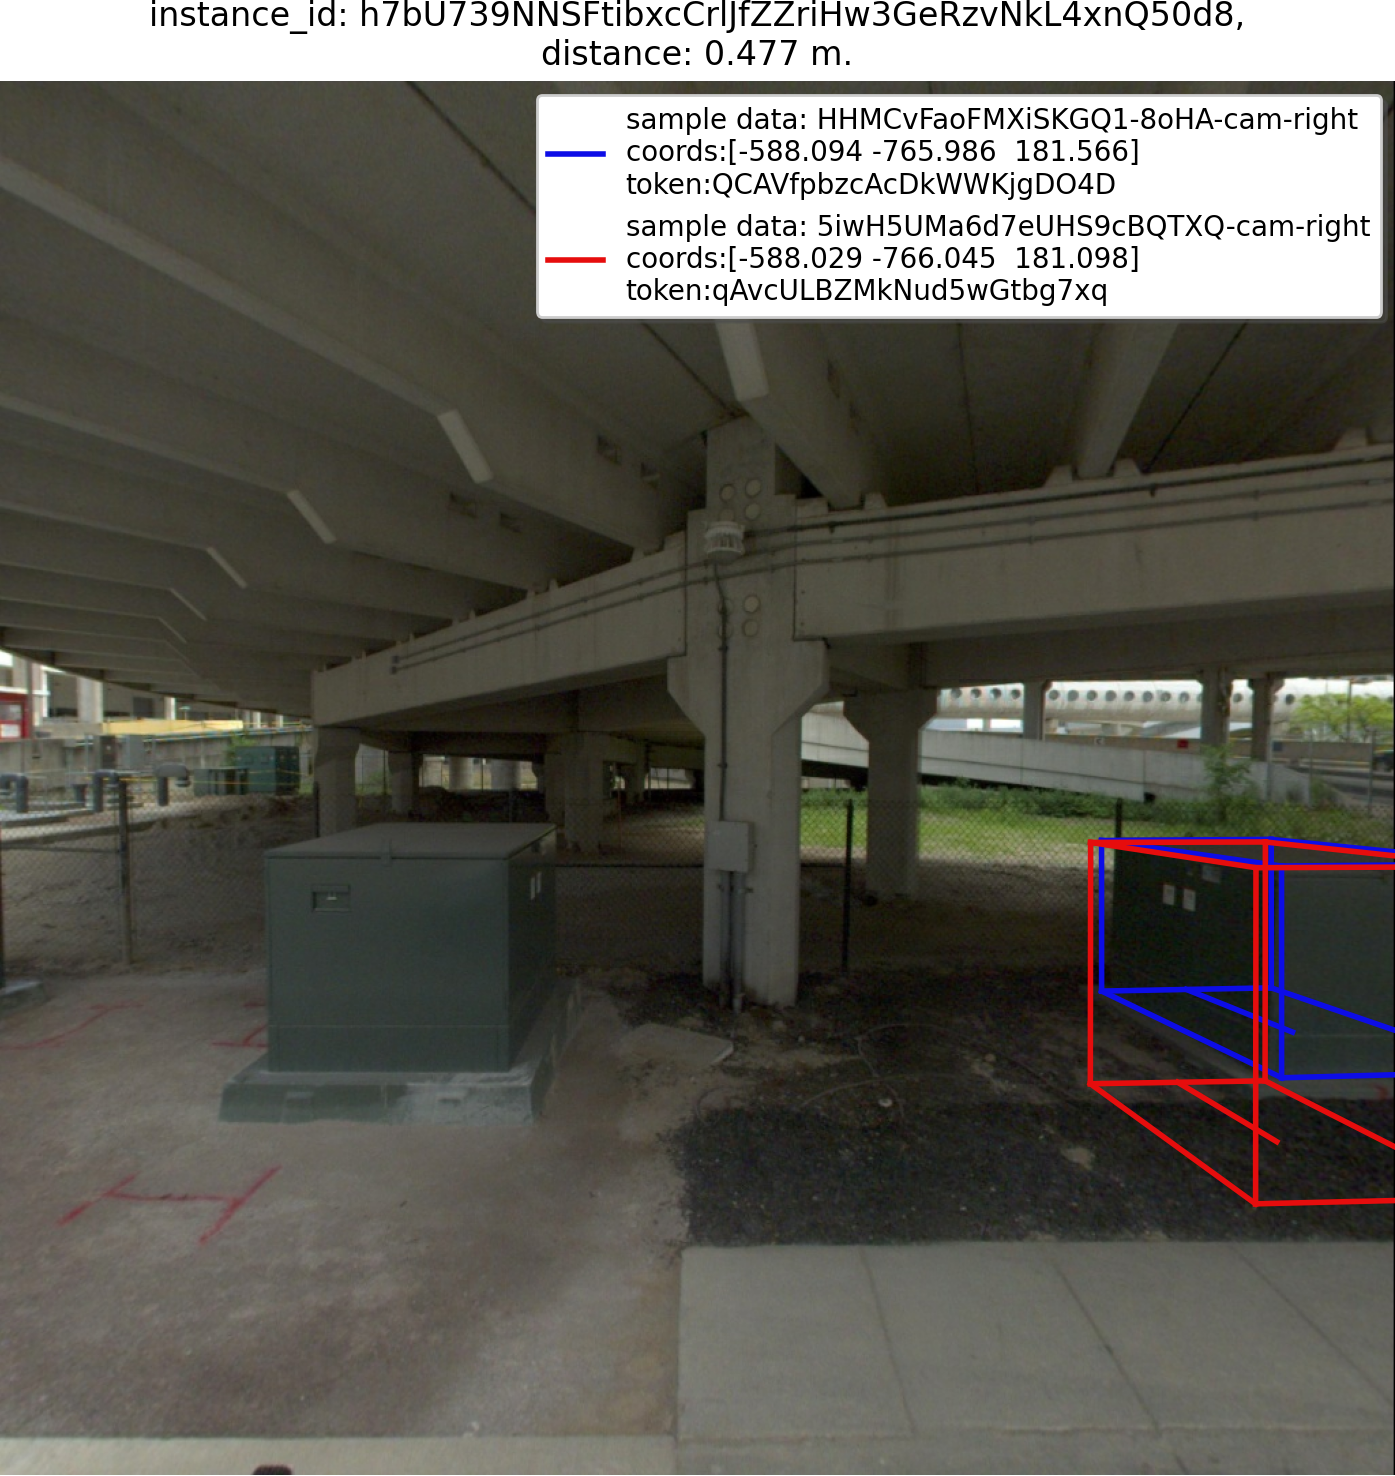 instance_id: h7bU739NNSFtibxcCrlJfZZriHw3GeRzvNkL4xnQ50d8,
distance: 0.477 m.
sample data: HHMCvFaoFMXiSKGQ1-8oHA-cam-right
coords:[-588.094 -765.986  181.566]
token:QCAVfpbzcAcDkWWKjgDO4D
sample data: 5iwH5UMa6d7eUHS9cBQTXQ-cam-right
coords:[-588.029 -766.045  181.098]
token:qAvcULBZMkNud5wGtbg7xq